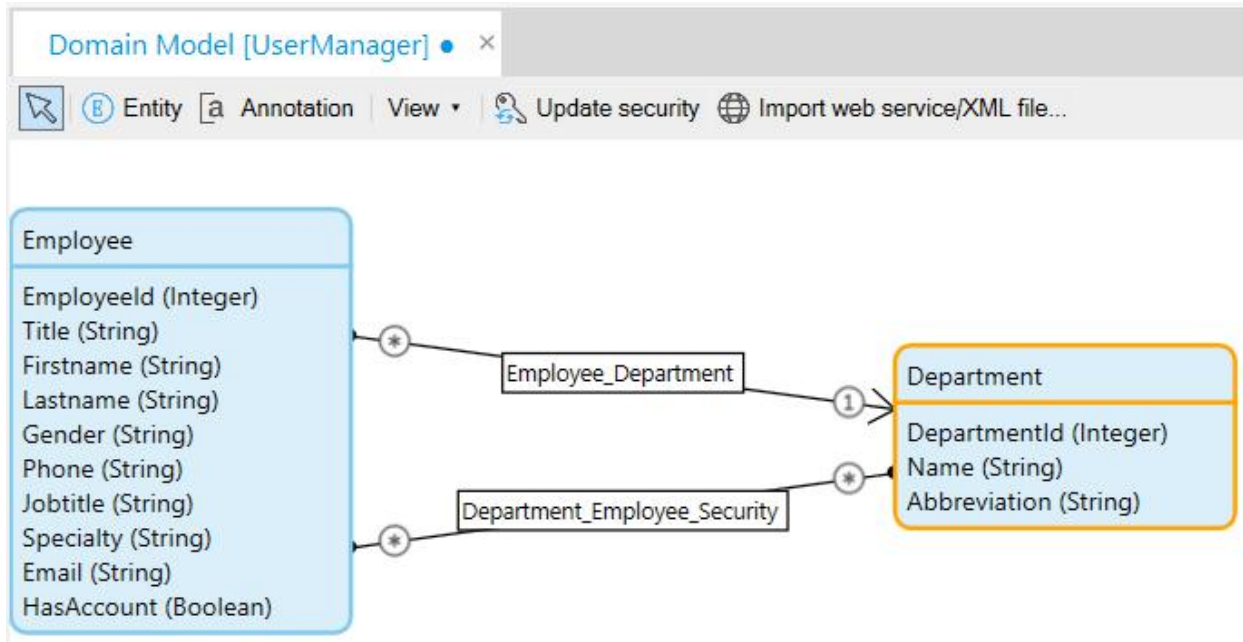 Domain Model [UserManager]
Entity Annotation View Update security Import web service/XML file...
Employee
EmployeeId (Integer)
Title (String)
Firstname (String)
Lastname (String)
Gender (String)
Phone (String)
Jobtitle (String)
Specialty (String)
Email (String)
HasAccount (Boolean)
*
Employee_Department
1
*
Department_Employee_Security
*
Department
DepartmentId (Integer)
Name (String)
Abbreviation (String)